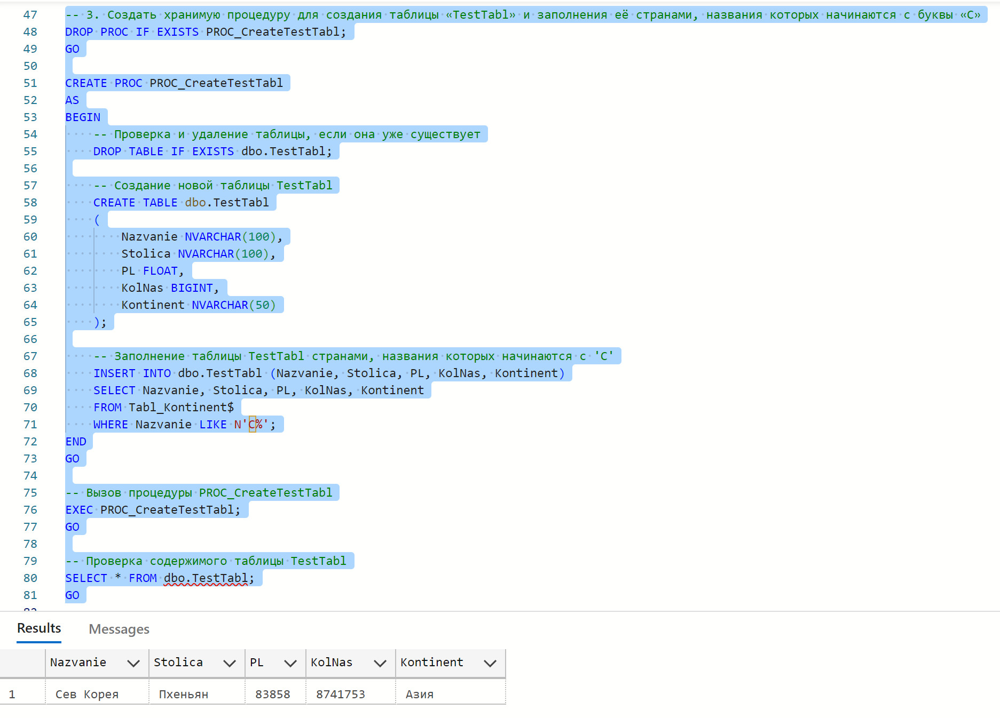 47 -- 3. Создать хранимую процедуру для создания таблицы «TestTabl» и заполнения её странами, названия которых начинаются с буквы «С»
48 DROP PROC IF EXISTS PROC_CreateTestTabl;
49 GO
50
51 CREATE PROC PROC_CreateTestTabl
52 AS
53 BEGIN
54 -- Проверка и удаление таблицы, если она уже существует
55 DROP TABLE IF EXISTS dbo.TestTabl;
56
57 -- Создание новой таблицы TestTabl
58 CREATE TABLE dbo.TestTabl
59 (
60 Nazvanie NVARCHAR(100),
61 Stolica NVARCHAR(100),
62 PL FLOAT,
63 KolNas BIGINT,
64 Kontinent NVARCHAR(50)
65 );
66
67 -- Заполнение таблицы TestTabl странами, названия которых начинаются с 'С'
68 INSERT INTO dbo.TestTabl (Nazvanie, Stolica, PL, KolNas, Kontinent)
69 SELECT Nazvanie, Stolica, PL, KolNas, Kontinent
70 FROM Tabl_Kontinent$
71 WHERE Nazvanie LIKE N'С%';
72 END
73 GO
74
75 -- Вызов процедуры PROC_CreateTestTabl
76 EXEC PROC_CreateTestTabl;
77 GO
78
79 -- Проверка содержимого таблицы TestTabl
80 SELECT * FROM dbo.TestTabl;
81 GO
Results Messages
Nazvanie Stolica PL KolNas Kontinent
1 Сев Корея Пхеньян 83858 8741753 Азия